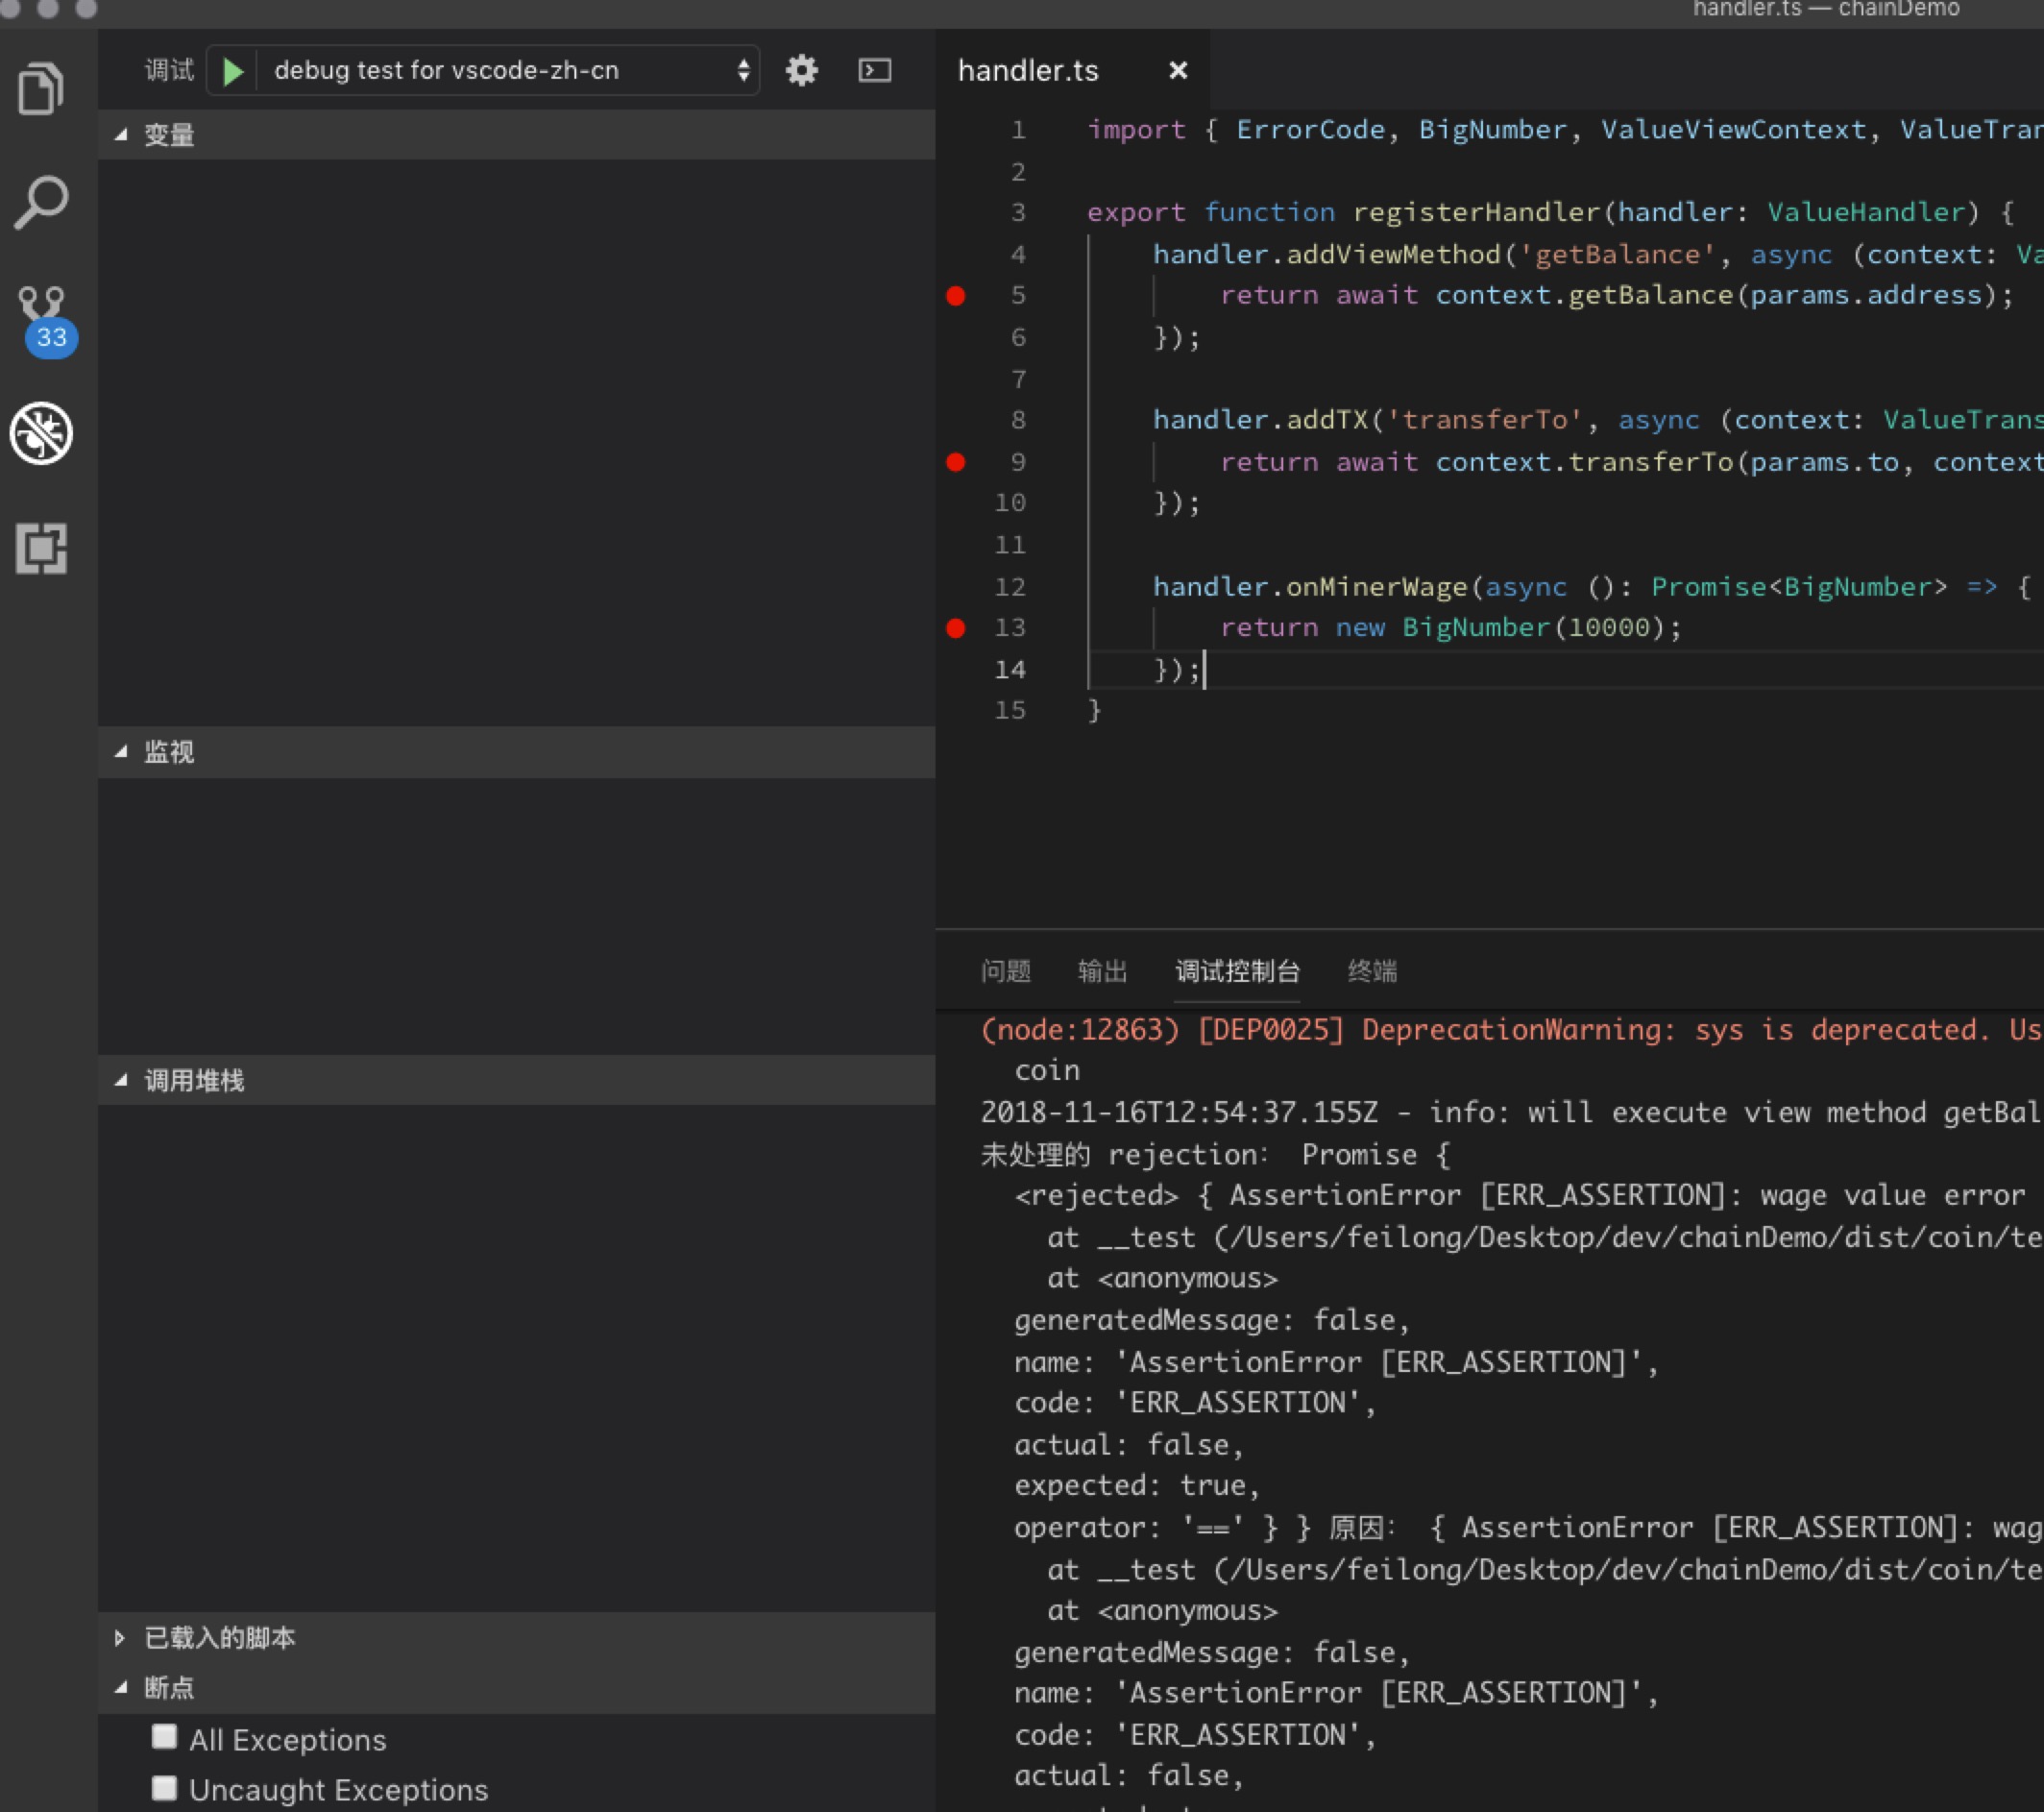 handler.ts — chainDemo
调试 debug test for vscode-zh-cn
33
变量
监视
调用堆栈
已载入的脚本
断点
All Exceptions
Uncaught Exceptions
handler.ts ×
1 import { ErrorCode, BigNumber, ValueViewContext, ValueTran
2
3 export function registerHandler(handler: ValueHandler) {
4 handler.addViewMethod('getBalance', async (context: Va
5 return await context.getBalance(params.address);
6 });
7
8 handler.addTX('transferTo', async (context: ValueTrans
9 return await context.transferTo(params.to, context
10 });
11
12 handler.onMinerWage(async (): Promise<BigNumber> => {
13 return new BigNumber(10000);
14 });
15 }
问题 输出 调试控制台 终端
(node:12863) [DEP0025] DeprecationWarning: sys is deprecated. Us
coin
2018-11-16T12:54:37.155Z - info: will execute view method getBal
未处理的 rejection： Promise {
<rejected> { AssertionError [ERR_ASSERTION]: wage value error
at __test (/Users/feilong/Desktop/dev/chainDemo/dist/coin/te
at <anonymous>
generatedMessage: false,
name: 'AssertionError [ERR_ASSERTION]',
code: 'ERR_ASSERTION',
actual: false,
expected: true,
operator: '==' } } 原因： { AssertionError [ERR_ASSERTION]: wag
at __test (/Users/feilong/Desktop/dev/chainDemo/dist/coin/te
at <anonymous>
generatedMessage: false,
name: 'AssertionError [ERR_ASSERTION]',
code: 'ERR_ASSERTION',
actual: false,